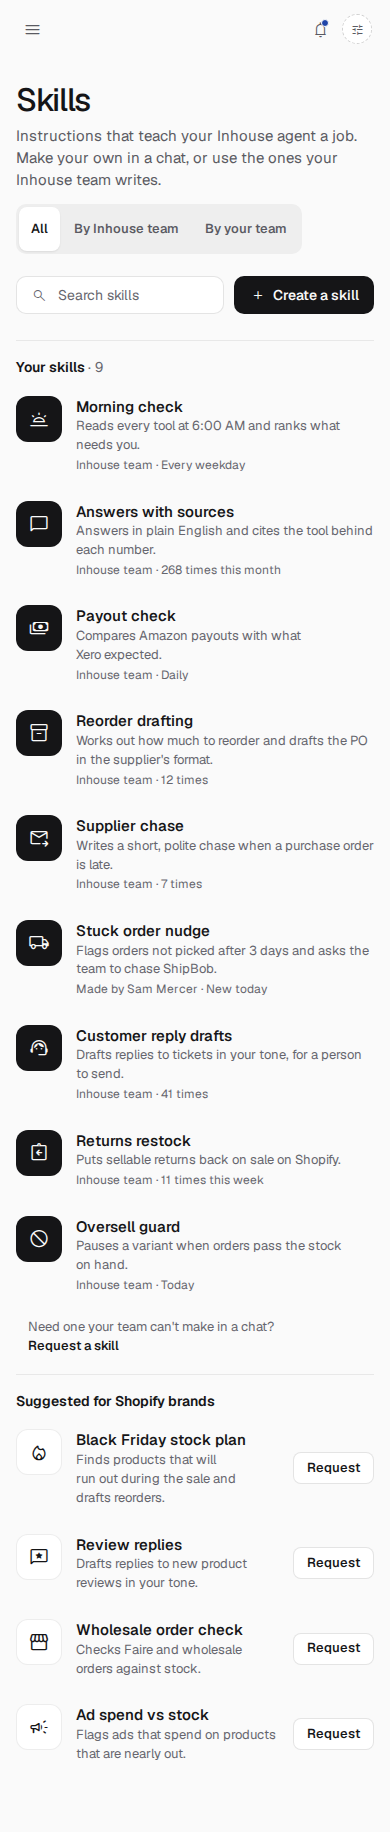 Skills
Instructions that teach your Inhouse agent a job.
Make your own in a chat, or use the ones your
Inhouse team writes.
All By Inhouse team By your team
Search skills + Create a skill
Your skills · 9
Morning check
Reads every tool at 6:00 AM and ranks what
needs you.
Inhouse team · Every weekday
Answers with sources
Answers in plain English and cites the tool behind
each number.
Inhouse team · 268 times this month
Payout check
Compares Amazon payouts with what
Xero expected.
Inhouse team · Daily
Reorder drafting
Works out how much to reorder and drafts the PO
in the supplier's format.
Inhouse team · 12 times
Supplier chase
Writes a short, polite chase when a purchase order
is late.
Inhouse team · 7 times
Stuck order nudge
Flags orders not picked after 3 days and asks the
team to chase ShipBob.
Made by Sam Mercer · New today
Customer reply drafts
Drafts replies to tickets in your tone, for a person
to send.
Inhouse team · 41 times
Returns restock
Puts sellable returns back on sale on Shopify.
Inhouse team · 11 times this week
Oversell guard
Pauses a variant when orders pass the stock
on hand.
Inhouse team · Today
Need one your team can't make in a chat?
Request a skill
Suggested for Shopify brands
Black Friday stock plan
Finds products that will
run out during the sale and
drafts reorders.
Request
Review replies
Drafts replies to new product
reviews in your tone.
Request
Wholesale order check
Checks Faire and wholesale
orders against stock.
Request
Ad spend vs stock
Flags ads that spend on products
that are nearly out.
Request